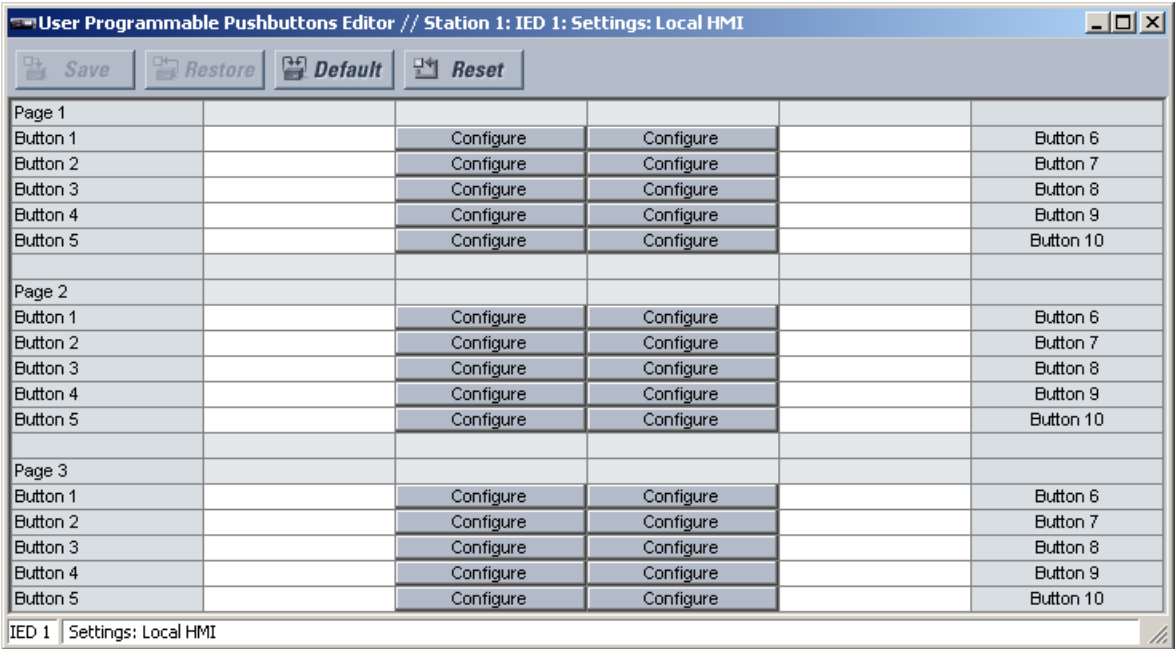 User Programmable Pushbuttons Editor // Station 1: IED 1: Settings: Local HMI
Save Restore Default Reset
Page 1
Button 1 Configure Configure Button 6
Button 2 Configure Configure Button 7
Button 3 Configure Configure Button 8
Button 4 Configure Configure Button 9
Button 5 Configure Configure Button 10
Page 2
Button 1 Configure Configure Button 6
Button 2 Configure Configure Button 7
Button 3 Configure Configure Button 8
Button 4 Configure Configure Button 9
Button 5 Configure Configure Button 10
Page 3
Button 1 Configure Configure Button 6
Button 2 Configure Configure Button 7
Button 3 Configure Configure Button 8
Button 4 Configure Configure Button 9
Button 5 Configure Configure Button 10
IED 1 Settings: Local HMI